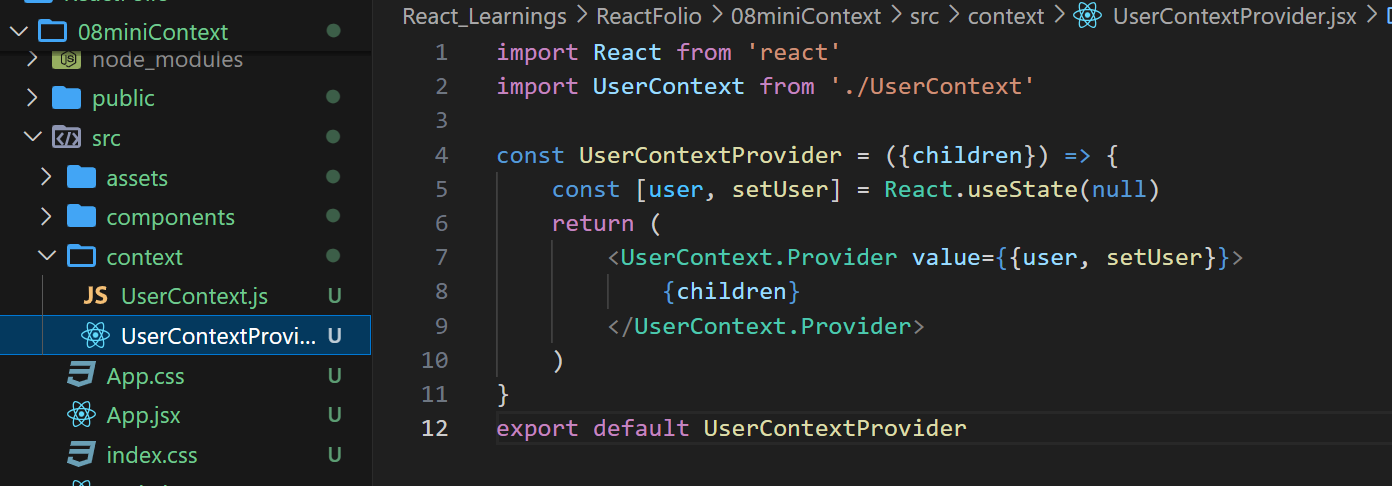 08miniContext
node_modules
public
src
assets
components
context
JS UserContext.js U
UserContextProvi... U
App.css U
App.jsx U
index.css U
React_Learnings > ReactFolio > 08miniContext > src > context > UserContextProvider.jsx >
1 import React from 'react'
2 import UserContext from './UserContext'
3
4 const UserContextProvider = ({children}) => {
5 const [user, setUser] = React.useState(null)
6 return (
7 <UserContext.Provider value={{user, setUser}}>
8 {children}
9 </UserContext.Provider>
10 )
11 }
12 export default UserContextProvider